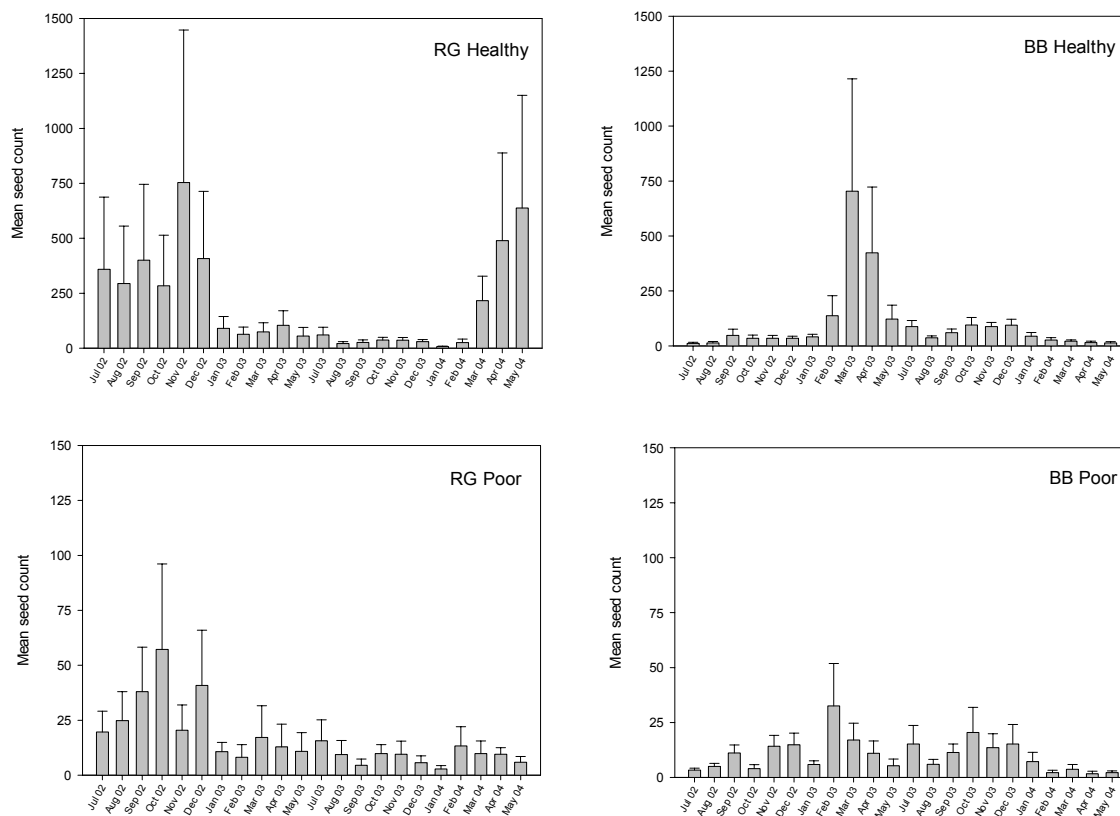 RG Healthy
Mean seed count
1500
1250
1000
750
500
250
0
Jul 02
Aug 02
Sep 02
Oct 02
Nov 02
Dec 02
Jan 03
Feb 03
Mar 03
Apr 03
May 03
Jul 03
Aug 03
Sep 03
Oct 03
Nov 03
Dec 03
Jan 04
Feb 04
Mar 04
Apr 04
May 04
BB Healthy
Mean seed count
1500
1250
1000
750
500
250
0
Jul 02
Aug 02
Sep 02
Oct 02
Nov 02
Dec 02
Jan 03
Feb 03
Mar 03
Apr 03
May 03
Jul 03
Aug 03
Sep 03
Oct 03
Nov 03
Dec 03
Jan 04
Feb 04
Mar 04
Apr 04
May 04
RG Poor
Mean seed count
150
125
100
75
50
25
0
Jul 02
Aug 02
Sep 02
Oct 02
Nov 02
Dec 02
Jan 03
Feb 03
Mar 03
Apr 03
May 03
Jul 03
Aug 03
Sep 03
Oct 03
Nov 03
Dec 03
Jan 04
Feb 04
Mar 04
Apr 04
May 04
BB Poor
Mean seed count
150
125
100
75
50
25
0
Jul 02
Aug 02
Sep 02
Oct 02
Nov 02
Dec 02
Jan 03
Feb 03
Mar 03
Apr 03
May 03
Jul 03
Aug 03
Sep 03
Oct 03
Nov 03
Dec 03
Jan 04
Feb 04
Mar 04
Apr 04
May 04